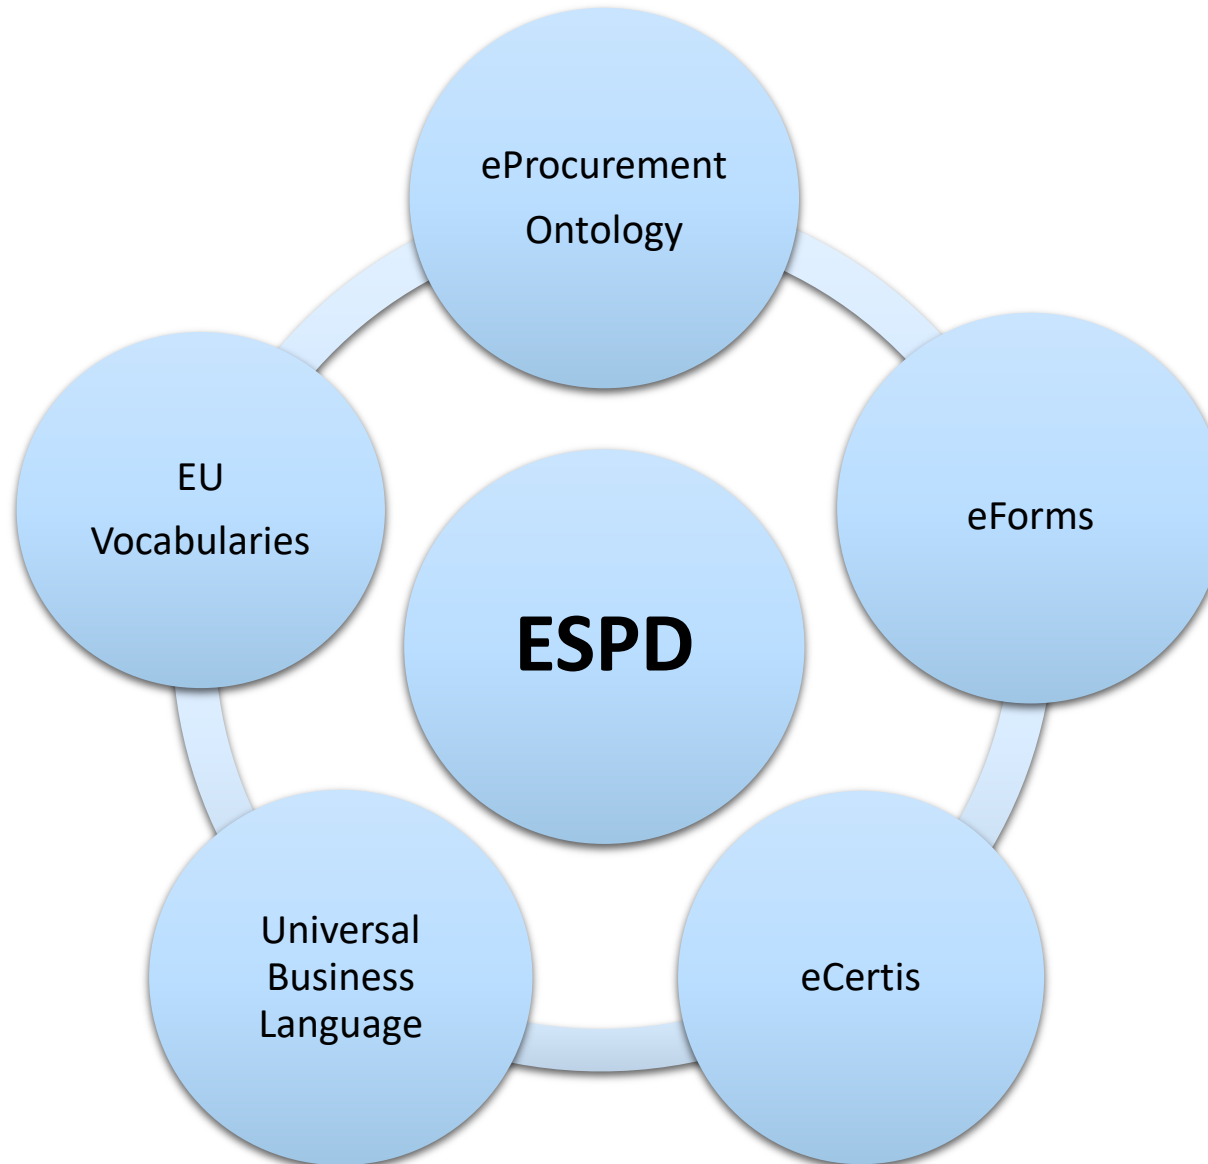 eProcurement
Ontology
EU
Vocabularies
eForms
ESPD
Universal
Business
Language
eCertis